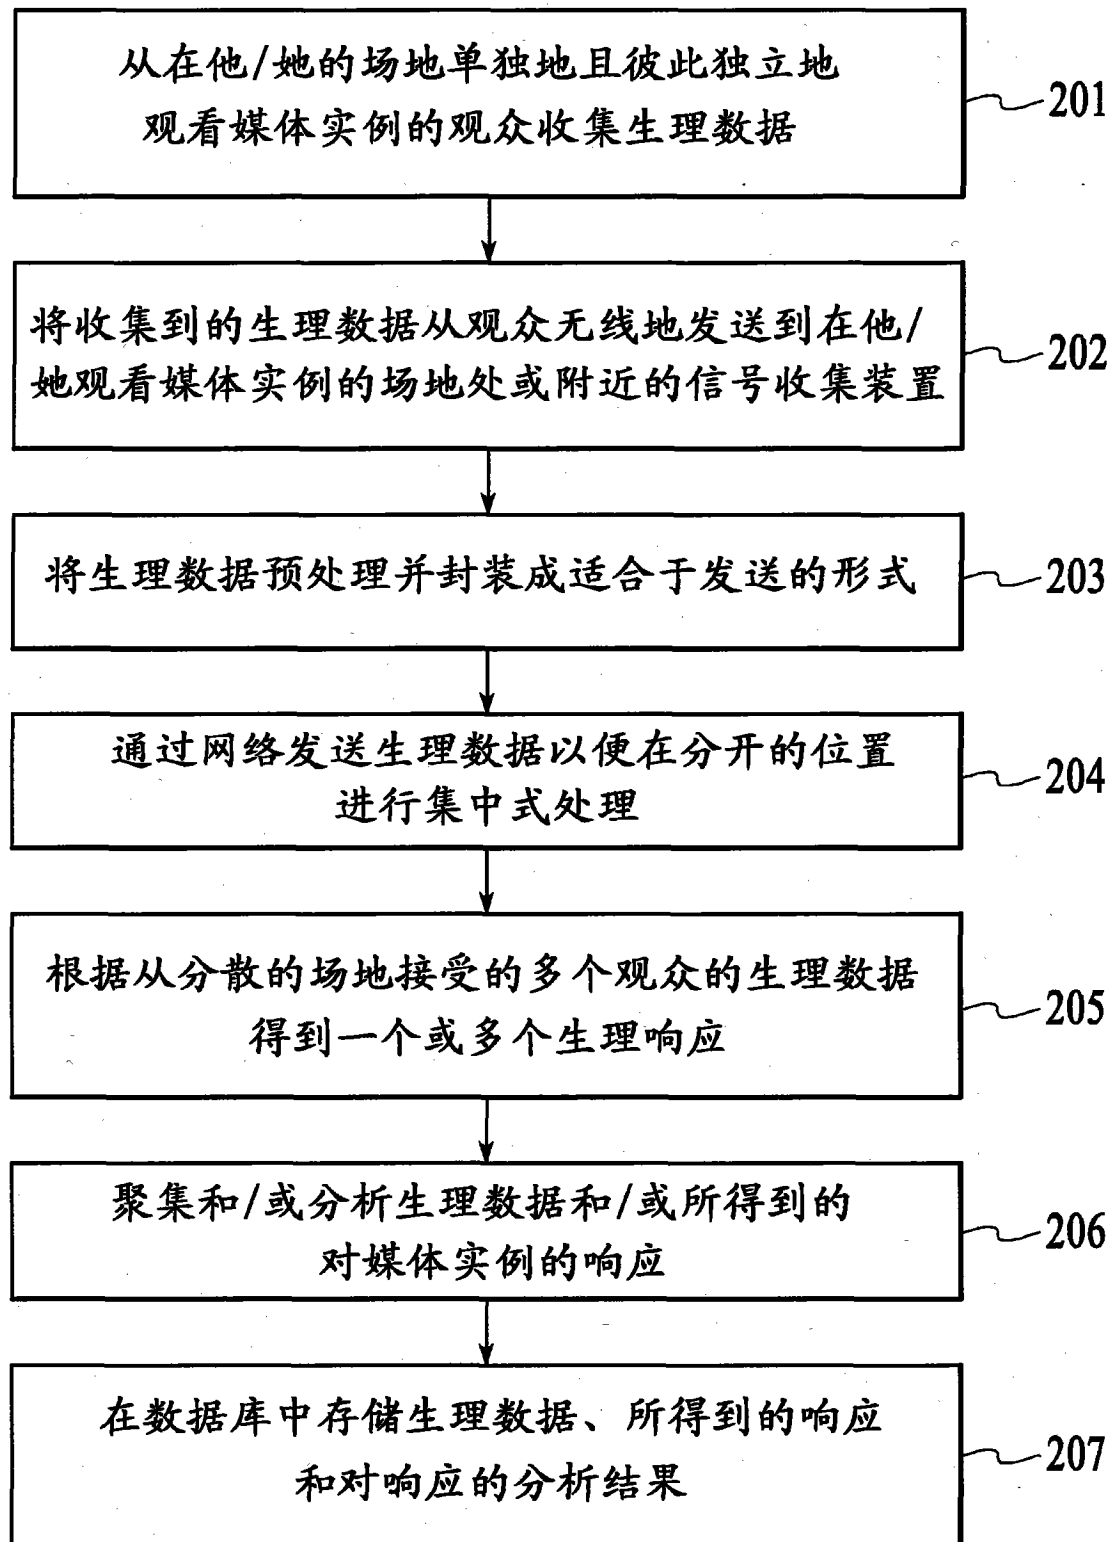 从在他/她的场地单独地且彼此独立地
观看媒体实例的观众收集生理数据
201
将收集到的生理数据从观众无线地发送到在他/
她观看媒体实例的场地处或附近的信号收集装置
202
将生理数据预处理并封装成适合于发送的形式
203
通过网络发送生理数据以便在分开的位置
进行集中式处理
204
根据从分散的场地接受的多个观众的生理数据
得到一个或多个生理响应
205
聚集和/或分析生理数据和/或所得到的
对媒体实例的响应
206
在数据库中存储生理数据、所得到的响应
和对响应的分析结果
207